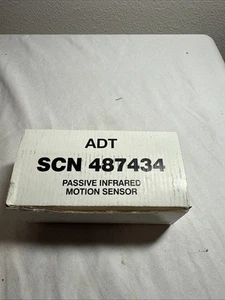 ADT
SCN 487434
PASSIVE INFRARED
MOTION SENSOR